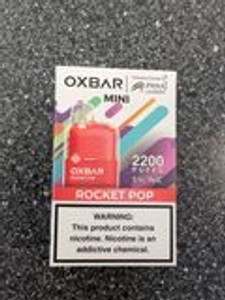 OXBAR
MINI
2200
PUFFS
OXBAR
ROCKET POP
WARNING:
This product contains
nicotine. Nicotine is an
addictive chemical.